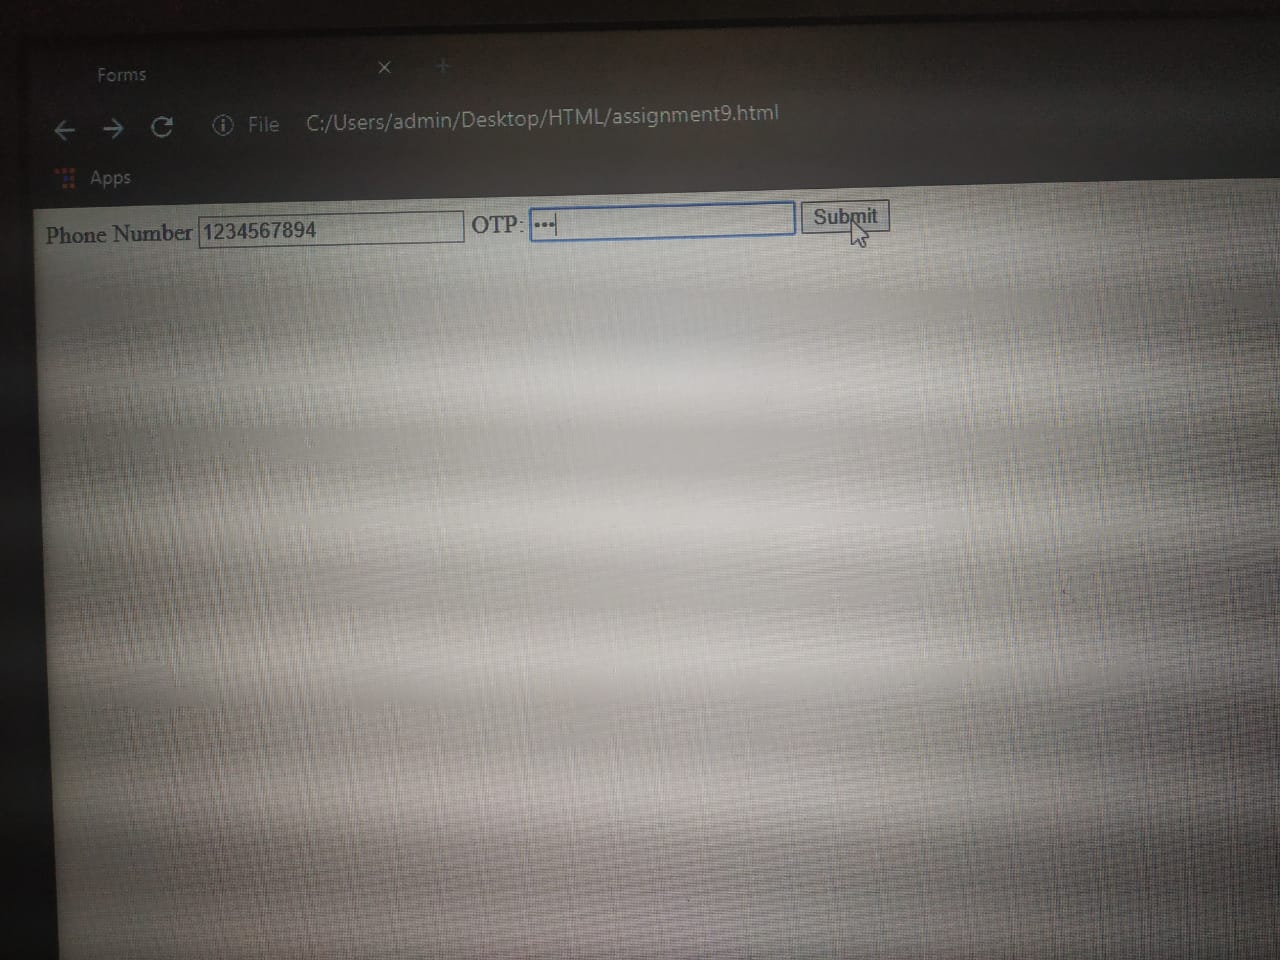 Forms
File C:/Users/admin/Desktop/HTML/assignment9.html
Apps
Phone Number 1234567894 OTP: ••• Submit